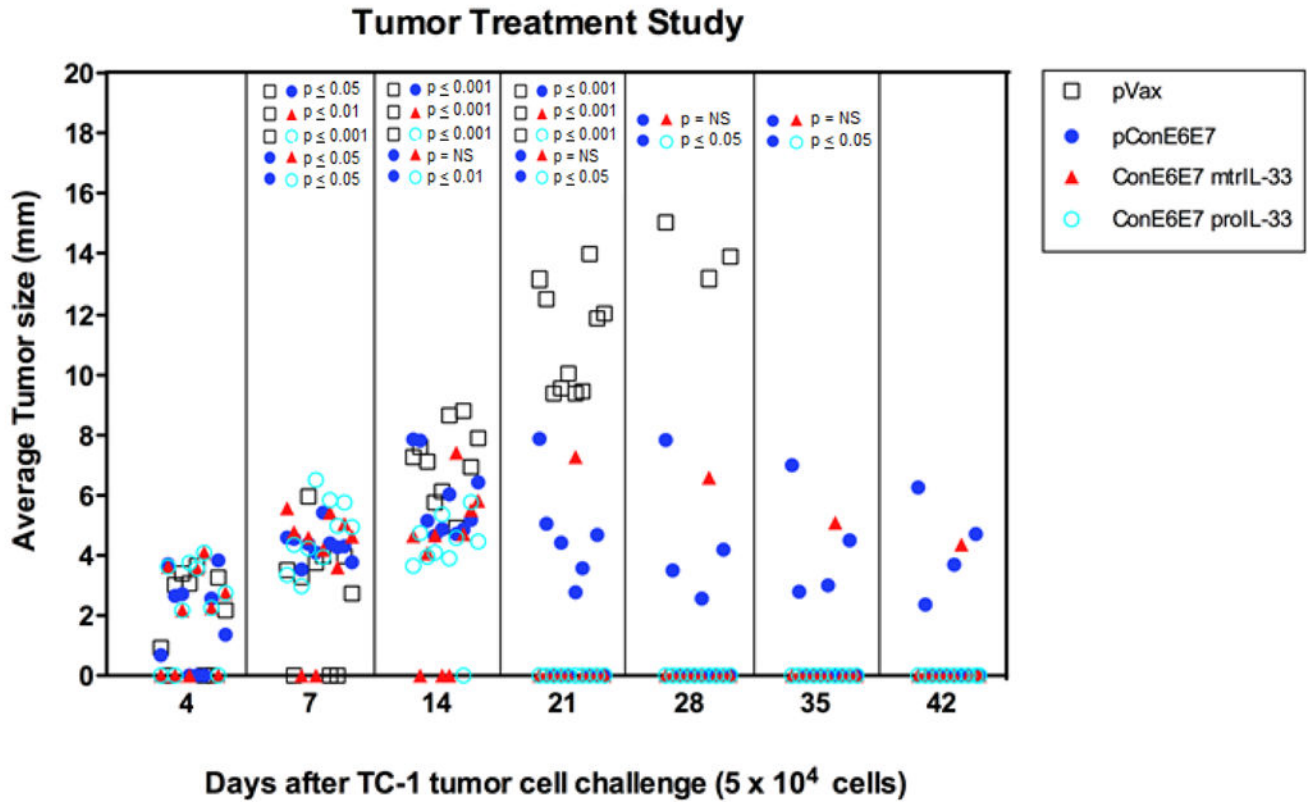 Tumor Treatment Study
Average Tumor size (mm)
20
18
16
14
12
10
8
6
4
2
0
p ≤ 0.05
p ≤ 0.01
p ≤ 0.001
p ≤ 0.05
p ≤ 0.05
p ≤ 0.001
p ≤ 0.001
p ≤ 0.001
p = NS
p ≤ 0.01
p ≤ 0.001
p ≤ 0.001
p ≤ 0.001
p = NS
p ≤ 0.05
p = NS
p ≤ 0.05
p = NS
p ≤ 0.05
pVax
pConE6E7
ConE6E7 mtrIL-33
ConE6E7 proIL-33
4 7 14 21 28 35 42
Days after TC-1 tumor cell challenge (5 x 10⁴ cells)